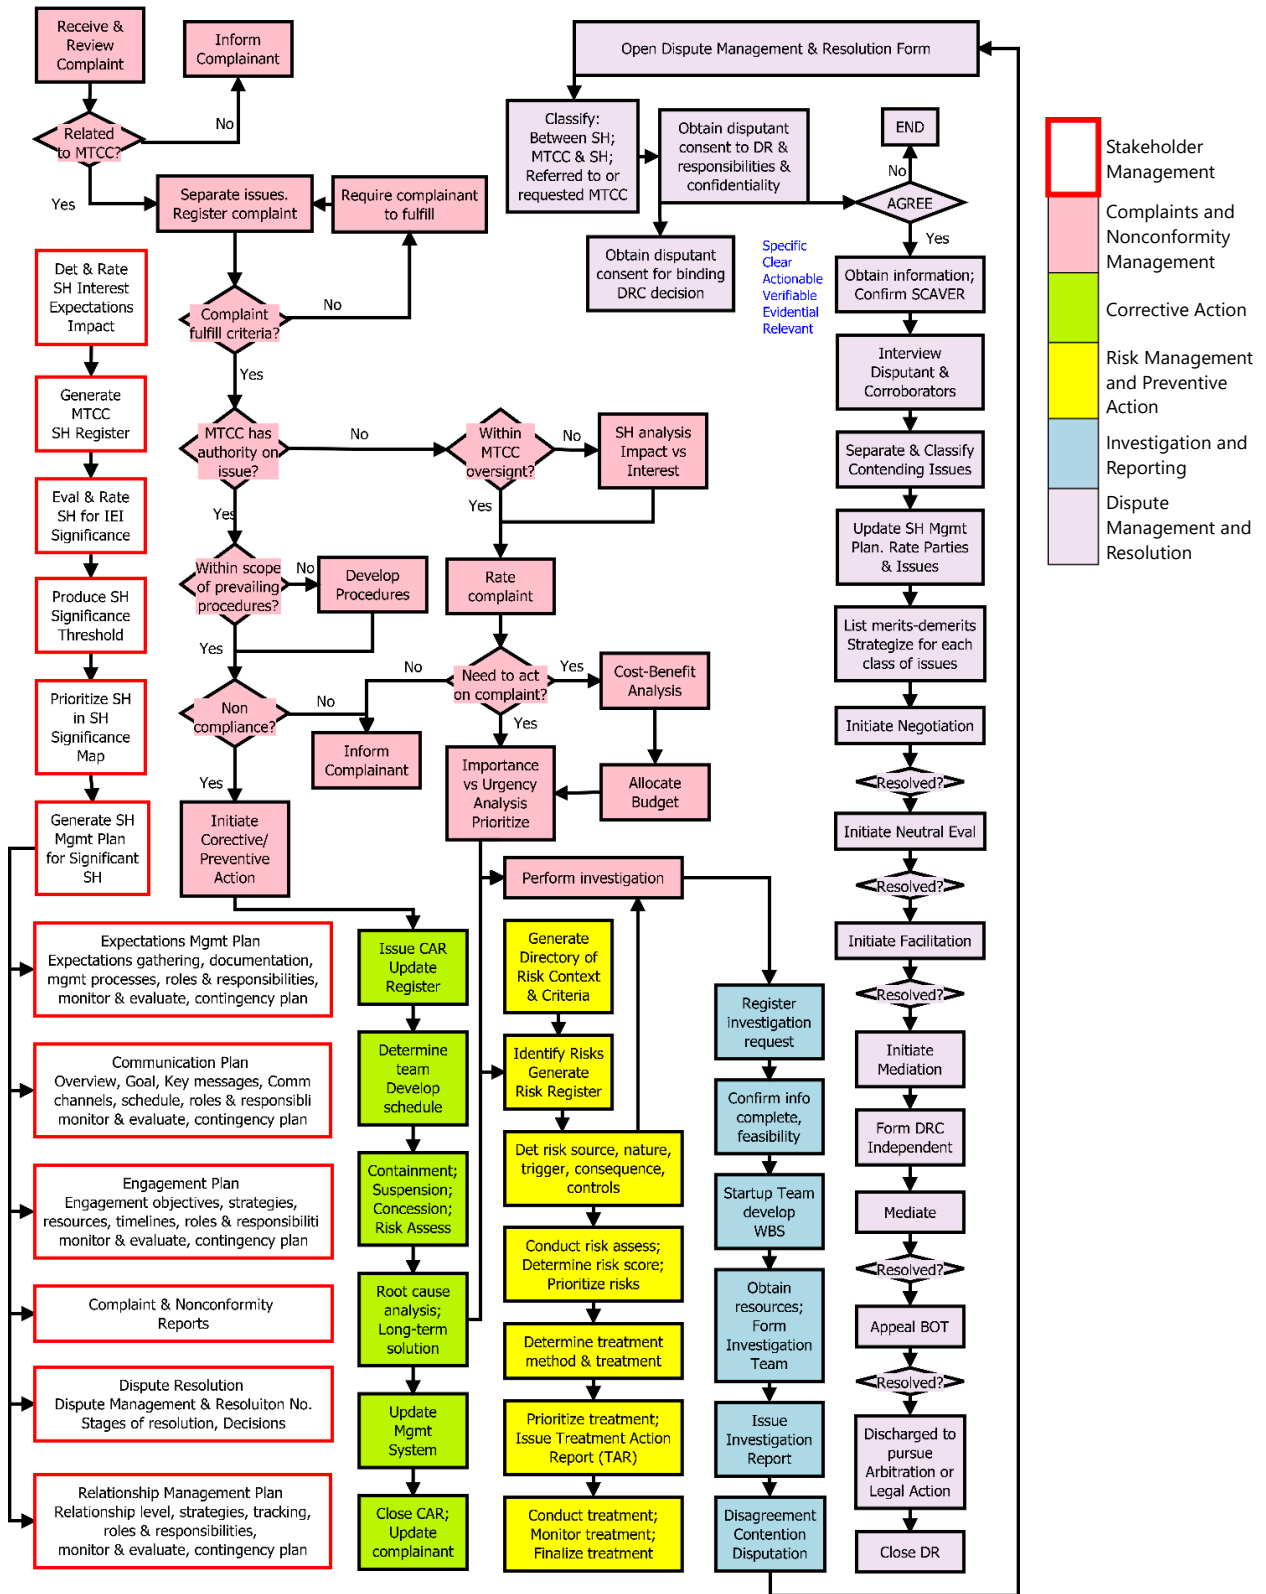 Receive &
Review
Complaint
Inform
Complainant
No
Related
to MTCC?
Yes
Separate issues.
Register complaint
Require complainant
to fulfill
No
Complaint
fulfill criteria?
Yes
MTCC has
authority on
issue?
No
Within
MTCC
oversignt?
No
SH analysis
Impact vs
Interest
Yes
Yes
Within scope
of prevailing
procedures?
No
Develop
Procedures
Rate
complaint
Yes
No
Need to act
on complaint?
Yes
Cost-Benefit
Analysis
Non
compliance?
No
Inform
Complainant
Yes
Importance
vs Urgency
Analysis
Prioritize
Allocate
Budget
Yes
Initiate
Corective/
Preventive
Action
Perform investigation
Det & Rate
SH Interest
Expectations
Impact
Generate
MTCC
SH Register
Eval & Rate
SH for IEI
Significance
Produce SH
Significance
Threshold
Prioritize SH
in SH
Significance
Map
Generate SH
Mgmt Plan
for Significant
SH
Expectations Mgmt Plan
Expectations gathering, documentation,
mgmt processes, roles & responsibilities,
monitor & evaluate, contingency plan
Communication Plan
Overview, Goal, Key messages, Comm
channels, schedule, roles & responsibli
monitor & evaluate, contingency plan
Engagement Plan
Engagement objectives, strategies,
resources, timelines, roles & responsibiliti
monitor & evaluate, contingency plan
Complaint & Nonconformity
Reports
Dispute Resolution
Dispute Management & Resoluiton No.
Stages of resolution, Decisions
Relationship Management Plan
Relationship level, strategies, tracking,
roles & responsibilities,
monitor & evaluate, contingency plan
Issue CAR
Update
Register
Determine
team
Develop
schedule
Containment;
Suspension;
Concession;
Risk Assess
Root cause
analysis;
Long-term
solution
Update
Mgmt
System
Close CAR;
Update
complainant
Generate
Directory of
Risk Context
& Criteria
Identify Risks
Generate
Risk Register
Det risk source, nature,
trigger, consequence,
controls
Conduct risk assess;
Determine risk score;
Prioritize risks
Determine treatment
method & treatment
Prioritize treatment;
Issue Treatment Action
Report (TAR)
Conduct treatment;
Monitor treatment;
Finalize treatment
Register
investigation
request
Confirm info
complete,
feasibility
Startup Team
develop
WBS
Obtain
resources;
Form
Investigation
Team
Issue
Investigation
Report
Disagreement
Contention
Disputation
Open Dispute Management & Resolution Form
Classify:
Between SH;
MTCC & SH;
Referred to or
requested MTCC
Obtain disputant
consent to DR &
responsibilities &
confidentiality
END
No
AGREE
Yes
Obtain disputant
consent for binding
DRC decision
Specific
Clear
Actionable
Verifiable
Evidential
Relevant
Obtain information;
Confirm SCAVER
Interview
Disputant &
Corroborators
Separate & Classify
Contending Issues
Update SH Mgmt
Plan. Rate Parties
& Issues
List merits-demerits
Strategize for each
class of issues
Initiate Negotiation
Resolved?
Initiate Neutral Eval
Resolved?
Initiate Facilitation
Resolved?
Initiate
Mediation
Form DRC
Independent
Mediate
Resolved?
Appeal BOT
Resolved?
Discharged to
pursue
Arbitration or
Legal Action
Close DR
Stakeholder
Management
Complaints and
Nonconformity
Management
Corrective Action
Risk Management
and Preventive
Action
Investigation and
Reporting
Dispute
Management and
Resolution